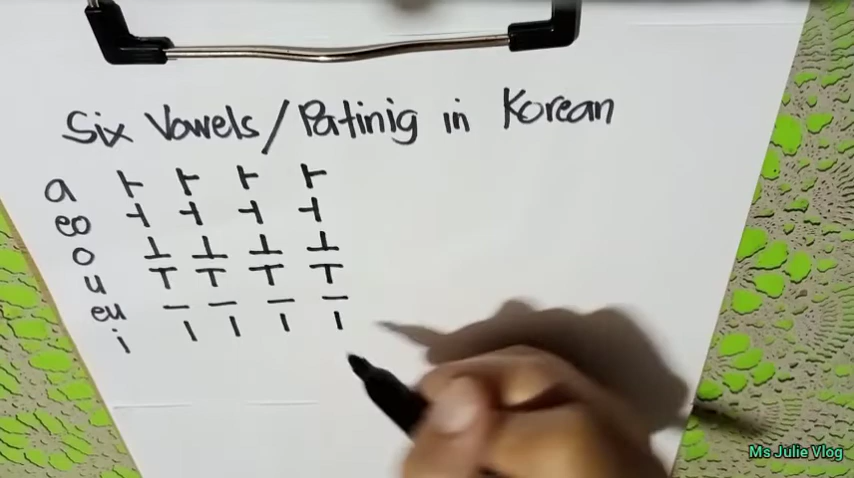 Six Vowels/Patinig in Korean
a ㅏ ㅏ ㅏ ㅏ
eo ㅓ ㅓ ㅓ ㅓ
o ㅗ ㅗ ㅗ ㅗ
u ㅜ ㅜ ㅜ ㅜ
eu ㅡ ㅡ ㅡ ㅡ
i ㅣ ㅣ ㅣ ㅣ
Ms Julie Vlog